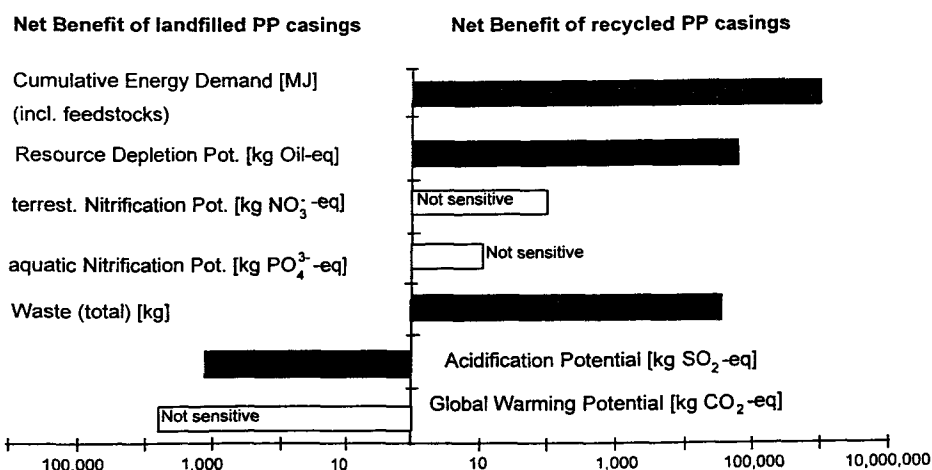 Net Benefit of landfilled PP casings
Net Benefit of recycled PP casings
Cumulative Energy Demand [MJ]
(incl. feedstocks)
Resource Depletion Pot. [kg Oil-eq]
terrest. Nitrification Pot. [kg NO₃⁻-eq]
Not sensitive
aquatic Nitrification Pot. [kg PO₄³⁻-eq]
Not sensitive
Waste (total) [kg]
Acidification Potential [kg SO₂-eq]
Global Warming Potential [kg CO₂-eq]
Not sensitive
100,000 1,000 10 10 1,000 100,000 10,000,000